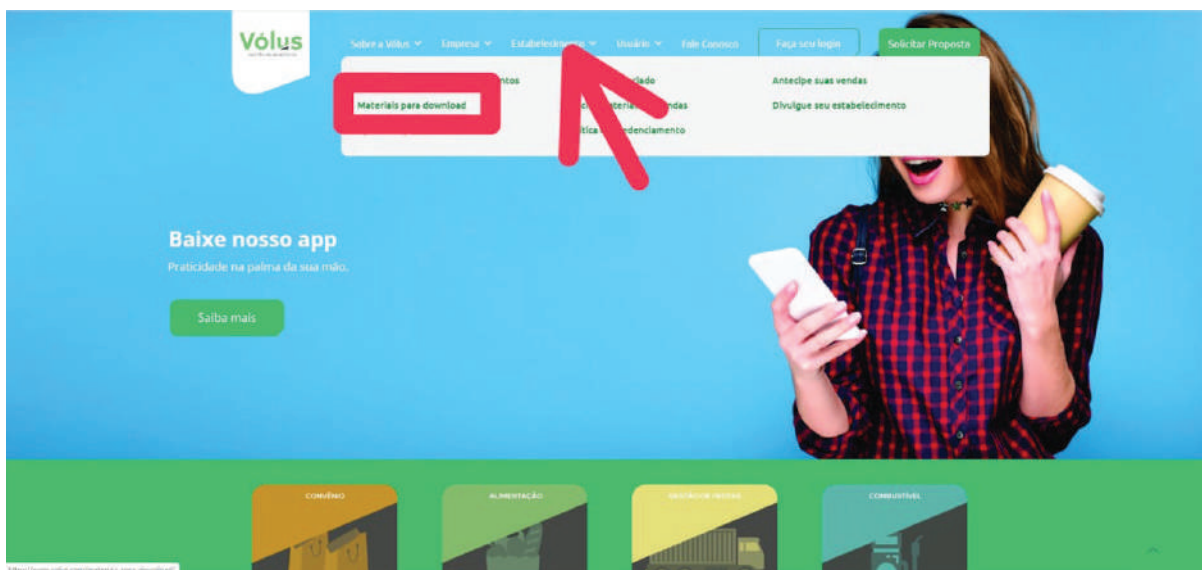 Vólus
Sobre a Vólus Empresa Estabelecimento Usuário Fale Conosco Faça seu login Solicitar Proposta
Antecipe suas vendas
Materiais para download Divulgue seu estabelecimento
Baixe nosso app
Praticidade na palma da sua mão.
Saiba mais
CONVÊNIO ALIMENTAÇÃO COMBUSTÍVEL